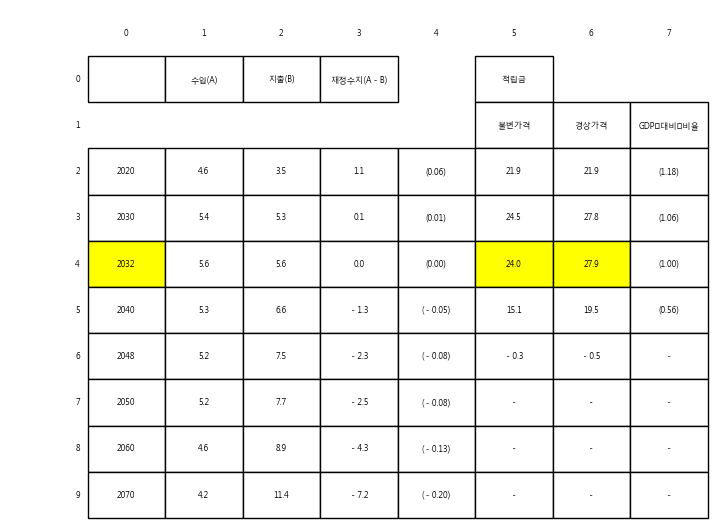 0 1 2 3 4 5 6 7
0 수입(A) 지출(B) 재정수지(A - B) 적립금
1 불변가격 경상가격 GDP□대비□비율
2 2020 4.6 3.5 1.1 (0.06) 21.9 21.9 (1.18)
3 2030 5.4 5.3 0.1 (0.01) 24.5 27.8 (1.06)
4 2032 5.6 5.6 0.0 (0.00) 24.0 27.9 (1.00)
5 2040 5.3 6.6 - 1.3 ( - 0.05) 15.1 19.5 (0.56)
6 2048 5.2 7.5 - 2.3 ( - 0.08) - 0.3 - 0.5 -
7 2050 5.2 7.7 - 2.5 ( - 0.08) - - -
8 2060 4.6 8.9 - 4.3 ( - 0.13) - - -
9 2070 4.2 11.4 - 7.2 ( - 0.20) - - -